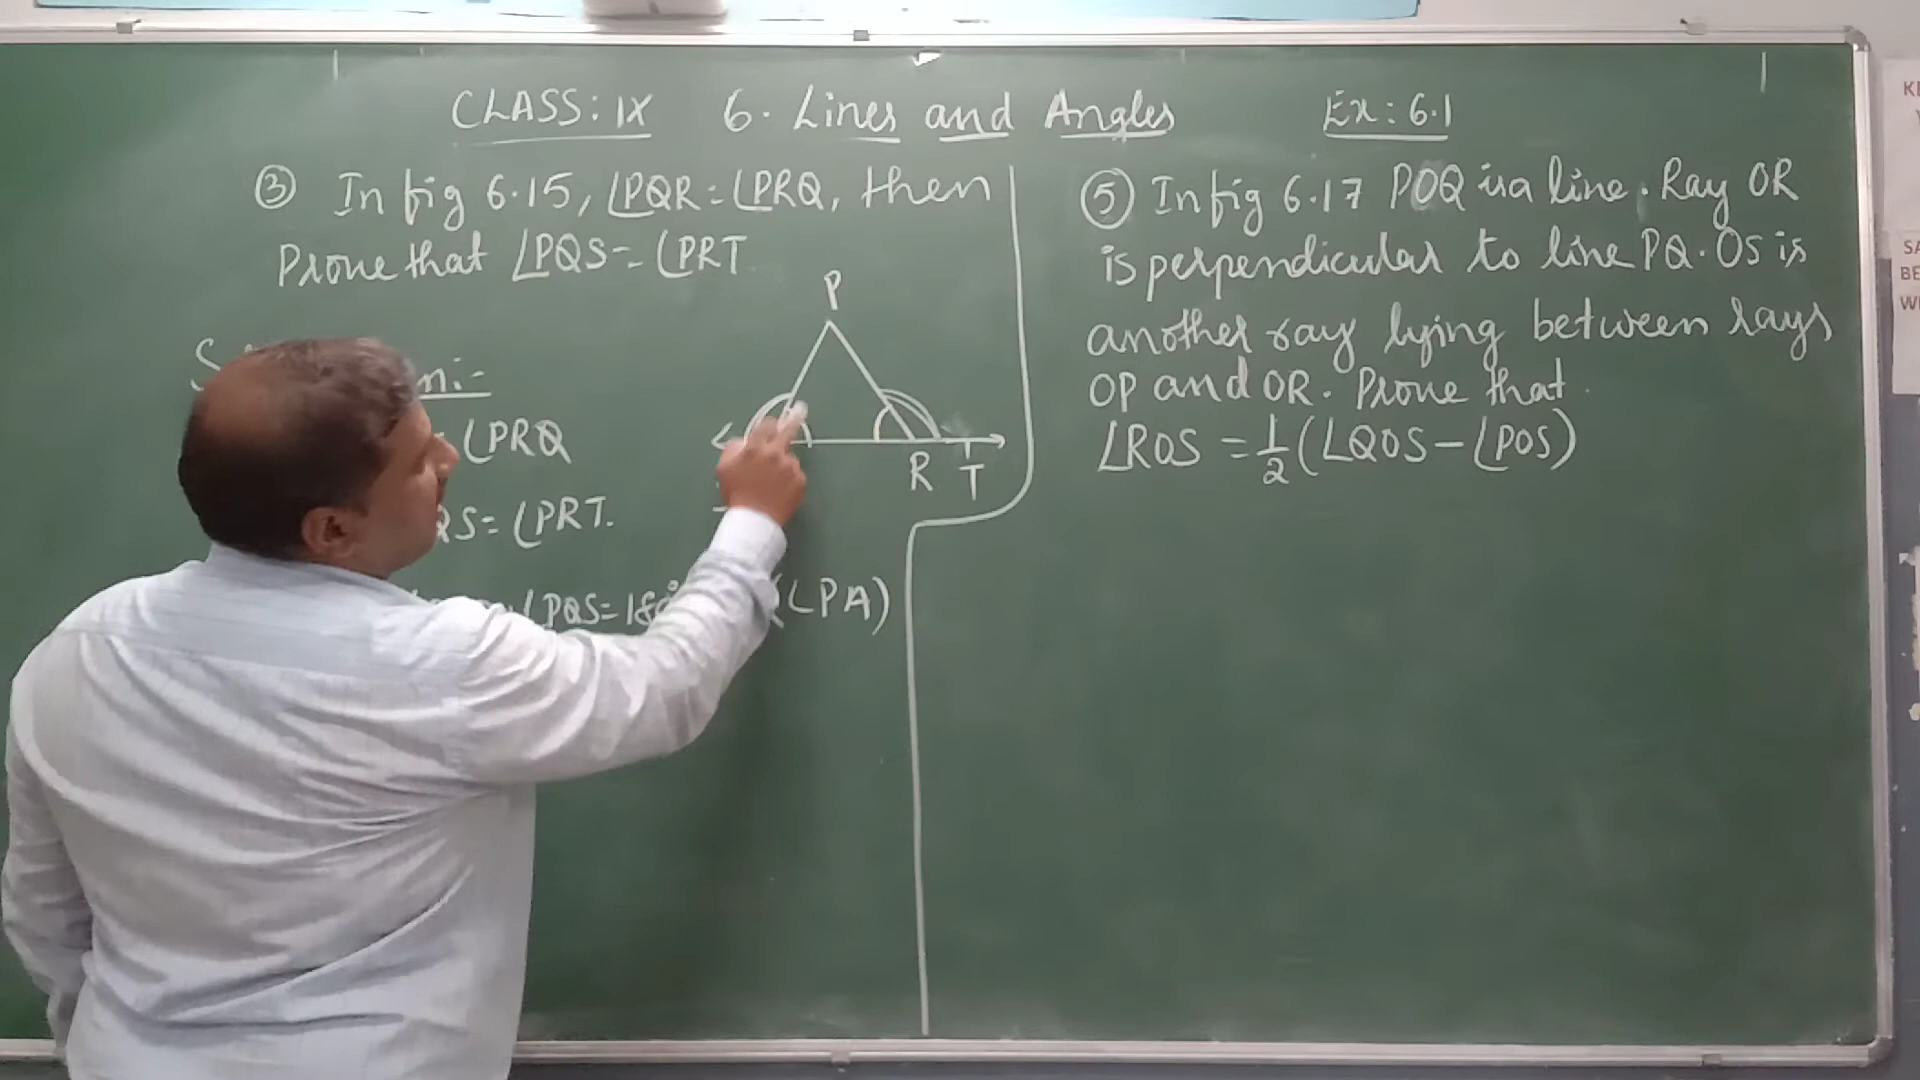 CLASS: IX 6. Lines and Angles Ex: 6.1
③ In fig 6.15, ∠PQR = ∠PRQ, then
Prove that ∠PQS = ∠PRT
P
R T
= ∠PRQ
QS = ∠PRT.
∠PQS = 180° (LPA)
⑤ In fig 6.17 POQ is a line. Ray OR
is perpendicular to line PQ. OS is
another ray lying between rays
OP and OR. Prove that
∠ROS = 1/2 (∠QOS - ∠POS)